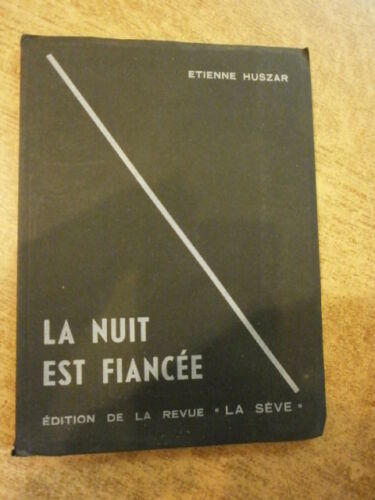 ETIENNE HUSZAR
LA NUIT
EST FIANCÉE
ÉDITION DE LA REVUE " LA SÈVE "